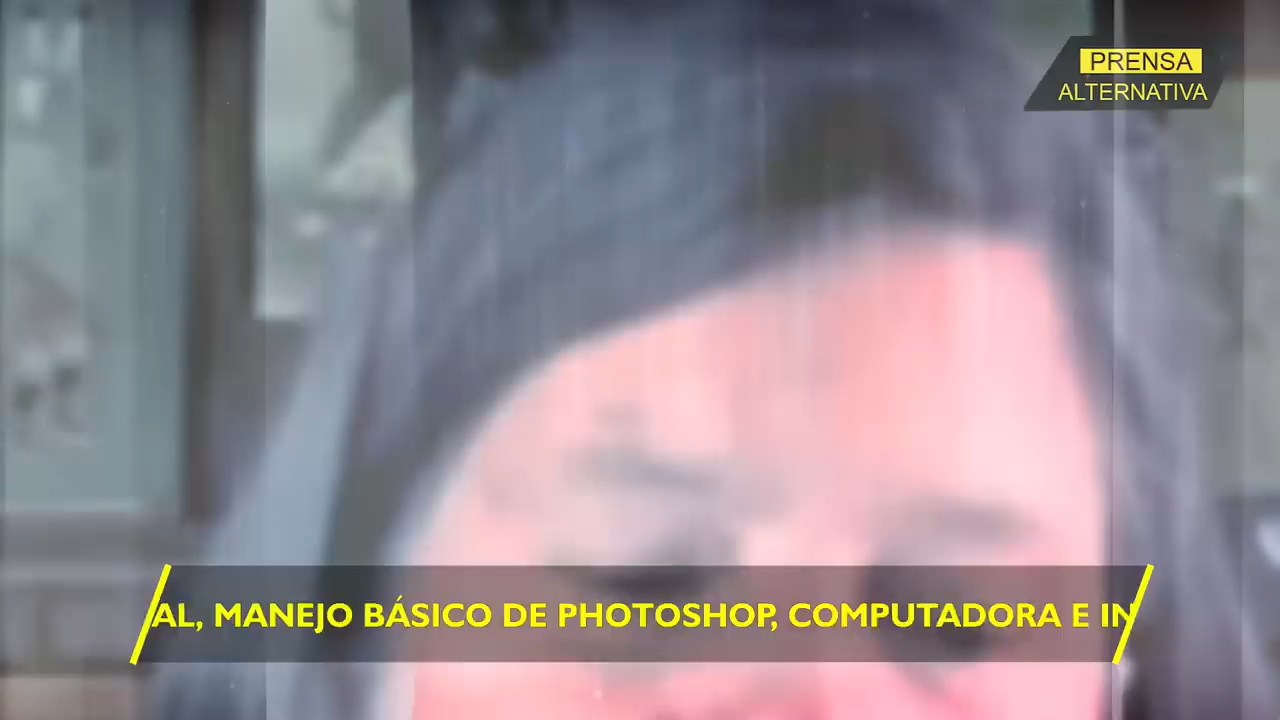 PRENSA
ALTERNATIVA
AL, MANEJO BÁSICO DE PHOTOSHOP, COMPUTADORA E IN